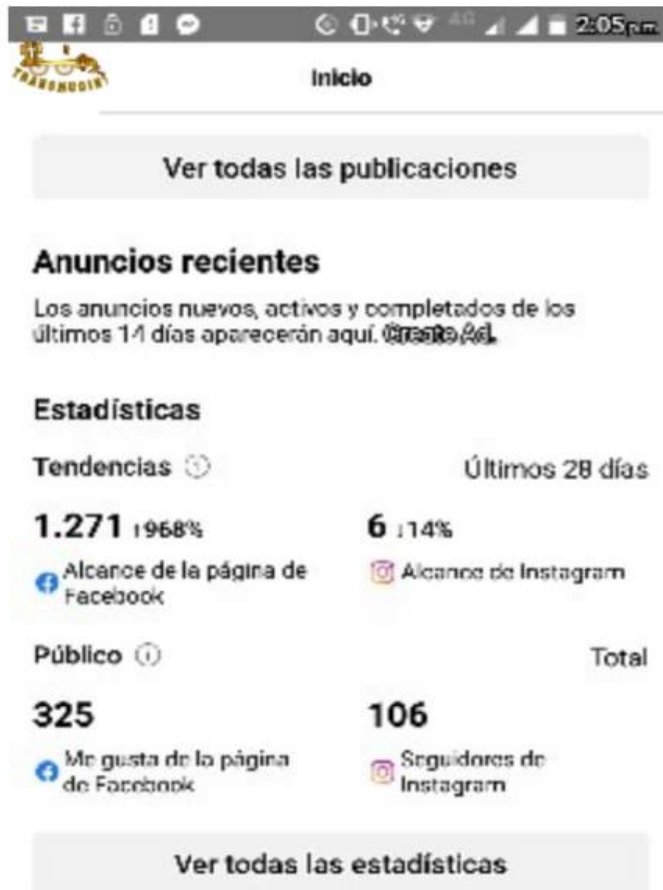 4G 2:05 p.m.
TRANSMUDINT
Inicio
Ver todas las publicaciones
Anuncios recientes
Los anuncios nuevos, activos y completados de los
últimos 14 días aparecerán aquí. Create Ad.
Estadísticas
Tendencias
Últimos 28 días
1.271 ↑968%
6 ↓14%
Alcance de la página de
Facebook
Alcance de Instagram
Público
Total
325
106
Me gusta de la página
de Facebook
Seguidores de
Instagram
Ver todas las estadísticas